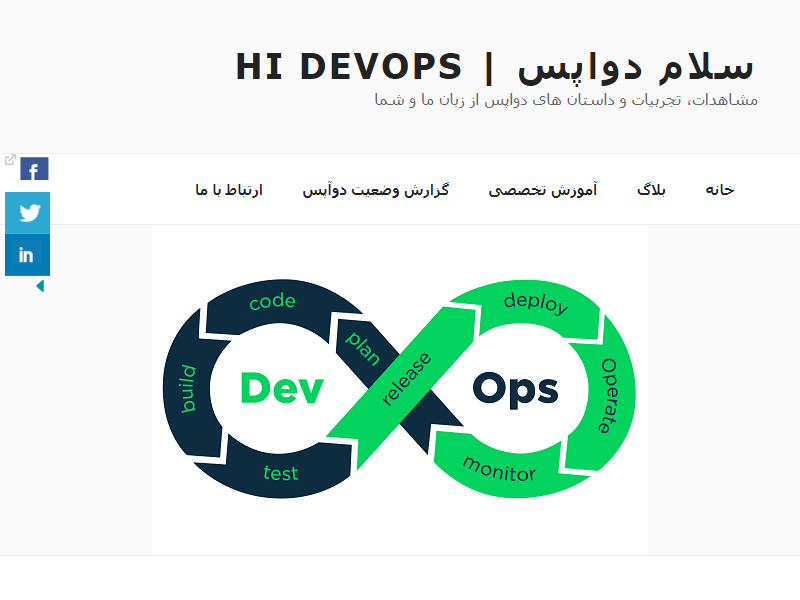 سلام دواپس | HI DEVOPS
مشاهدات، تجربیات و داستان های دواپس از زبان ما و شما
خانه بلاگ آموزش تخصصی گزارش وضعیت دوآپس ارتباط با ما
f
in
code
plan
build
Dev
test
release
deploy
Operate
Ops
monitor